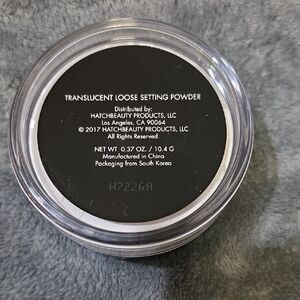 TRANSLUCENT LOOSE SETTING POWDER
Distributed by:
HATCHBEAUTY PRODUCTS, LLC
Los Angeles, CA 90064
© 2017 HATCHBEAUTY PRODUCTS, LLC
All Rights Reserved.
NET WT. 0.37 OZ. / 10.4 G
Manufactured in China
Packaging from South Korea
H7226A